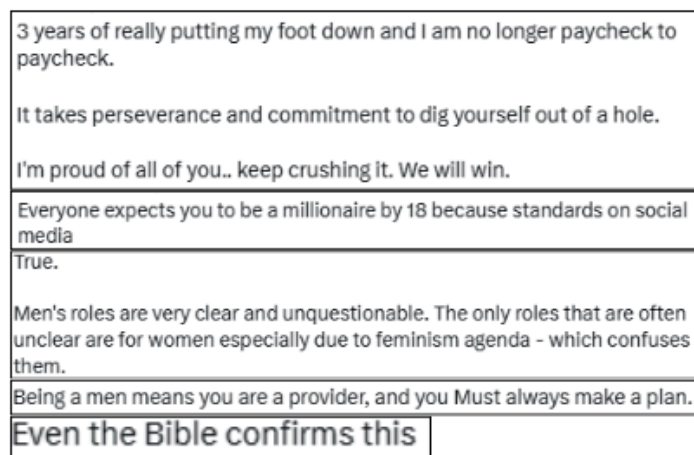 3 years of really putting my foot down and I am no longer paycheck to
paycheck.
It takes perseverance and commitment to dig yourself out of a hole.
I'm proud of all of you.. keep crushing it. We will win.
Everyone expects you to be a millionaire by 18 because standards on social
media
True.
Men's roles are very clear and unquestionable. The only roles that are often
unclear are for women especially due to feminism agenda - which confuses
them.
Being a men means you are a provider, and you Must always make a plan.
Even the Bible confirms this